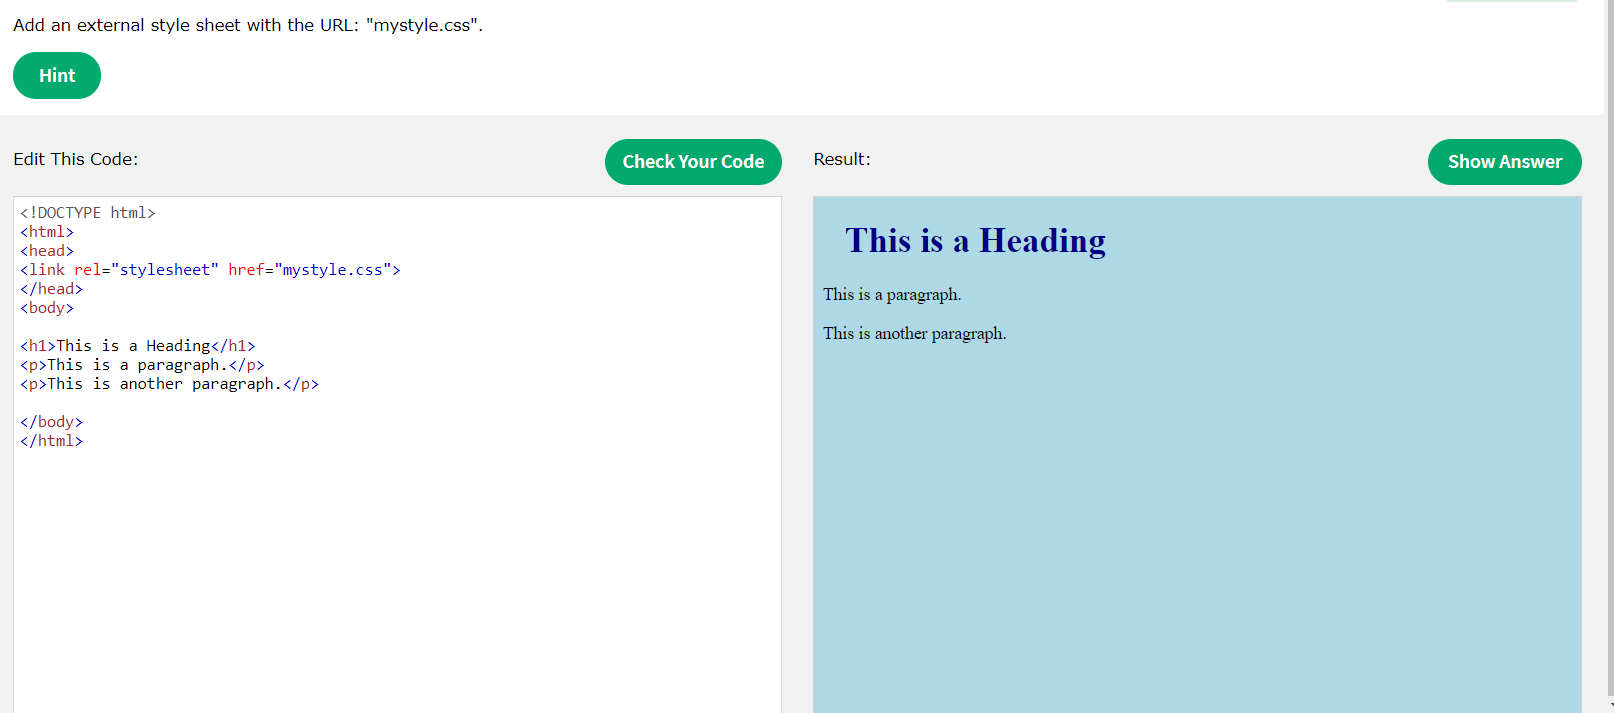 Add an external style sheet with the URL: "mystyle.css".
Hint
Edit This Code:
Check Your Code
<!DOCTYPE html>
<html>
<head>
<link rel="stylesheet" href="mystyle.css">
</head>
<body>
<h1>This is a Heading</h1>
<p>This is a paragraph.</p>
<p>This is another paragraph.</p>
</body>
</html>
Result:
Show Answer
This is a Heading
This is a paragraph.
This is another paragraph.